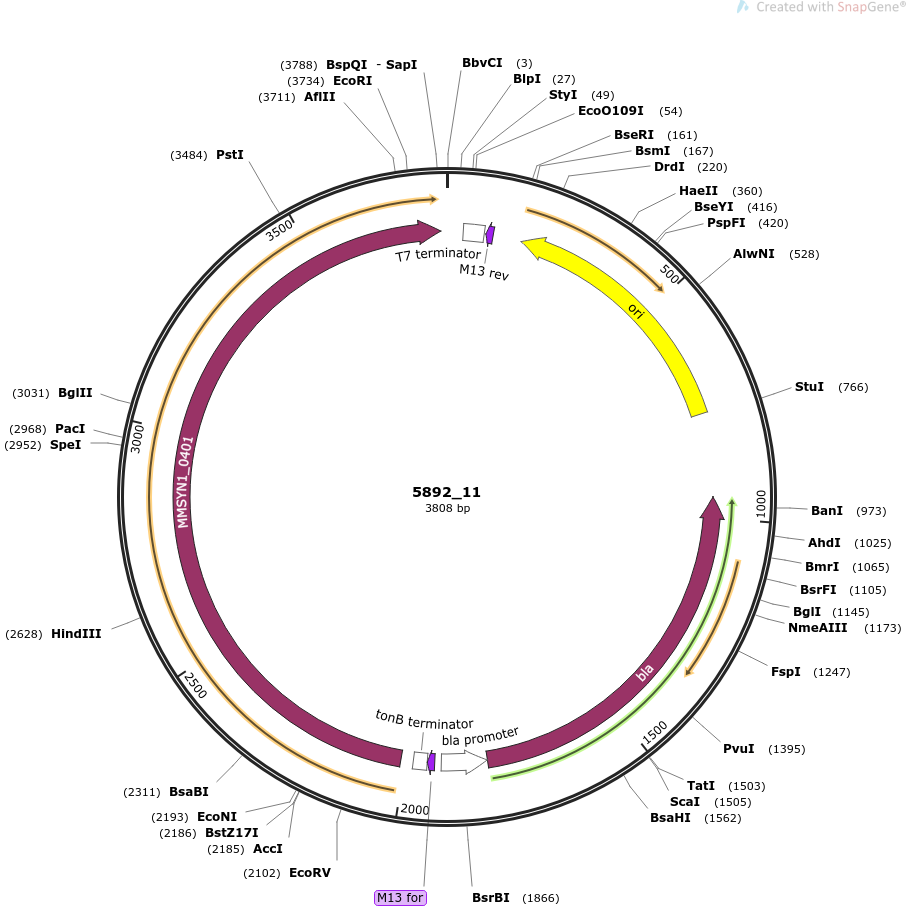 Created with SnapGene®
(3788) BspQI - SapI
(3734) EcoRI
(3711) AflII
(3484) PstI
BbvCI (3)
BlpI (27)
StyI (49)
EcoO109I (54)
BseRI (161)
BsmI (167)
DrdI (220)
HaeII (360)
BseYI (416)
PspFI (420)
AlwNI (528)
StuI (766)
BanI (973)
AhdI (1025)
BmrI (1065)
BsrFI (1105)
BglI (1145)
NmeAIII (1173)
FspI (1247)
PvuI (1395)
TatI (1503)
ScaI (1505)
BsaHI (1562)
BsrBI (1866)
M13 for
(2102) EcoRV
(2185) AccI
(2186) BstZ17I
(2193) EcoNI
(2311) BsaBI
(2628) HindIII
(2952) SpeI
(2968) PacI
(3031) BglII
500
1000
1500
2000
2500
3000
3500
T7 terminator
M13 rev
ori
MMSYN1_0401
5892_11
3808 bp
bla
tonB terminator
bla promoter